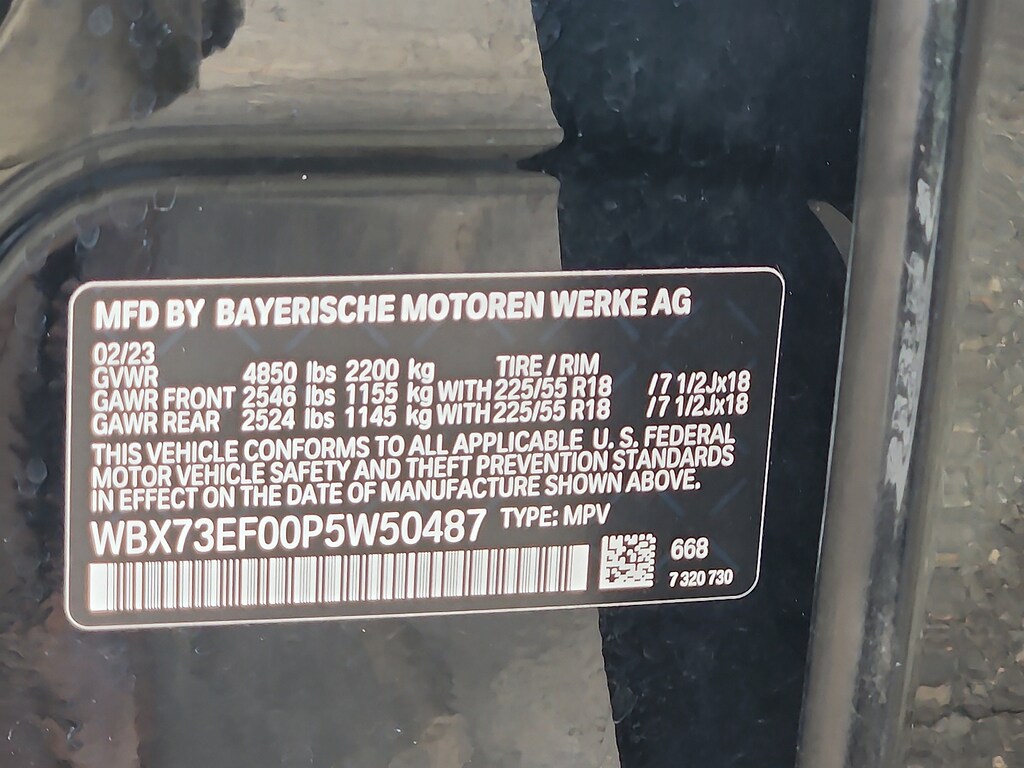 MFD BY BAYERISCHE MOTOREN WERKE AG
02/23
GVWR 4850 lbs 2200 kg TIRE / RIM
GAWR FRONT 2546 lbs 1155 kg WITH 225/55 R18 /7 1/2Jx18
GAWR REAR 2524 lbs 1145 kg WITH 225/55 R18 /7 1/2Jx18
THIS VEHICLE CONFORMS TO ALL APPLICABLE U. S. FEDERAL
MOTOR VEHICLE SAFETY AND THEFT PREVENTION STANDARDS
IN EFFECT ON THE DATE OF MANUFACTURE SHOWN ABOVE.
WBX73EF00P5W50487 TYPE: MPV
668
7 320 730